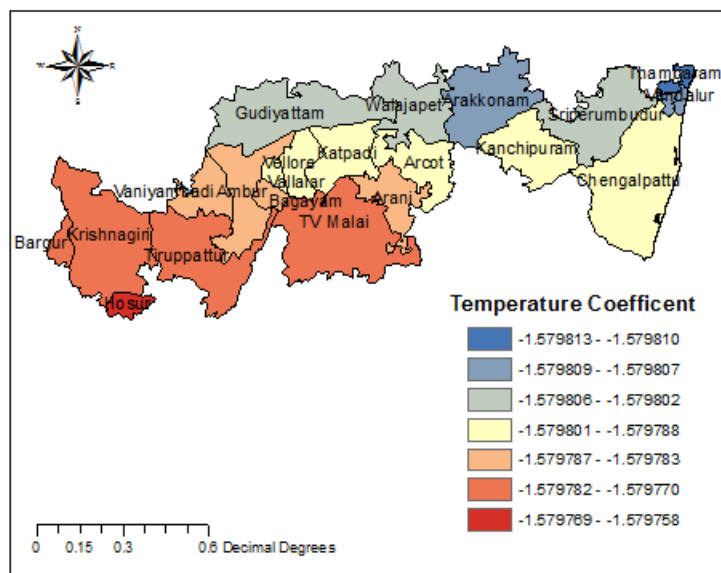 N
W E
S
Thambaram
Vandalur
Gudiyattam
Walajapet
Arakkonam
Sriperumbudur
Vellore
Katpadi
Arcot
Kanchipuram
Chengalpattu
Vaniyambadi
Ambur
Vallalar
Bagayam
Arani
TV Malai
Bargur
Krishnagiri
Tiruppattur
Hosur
Temperature Coefficent
-1.579813 - -1.579810
-1.579809 - -1.579807
-1.579806 - -1.579802
-1.579801 - -1.579788
-1.579787 - -1.579783
-1.579782 - -1.579770
-1.579769 - -1.579758
0 0.15 0.3 0.6 Decimal Degrees